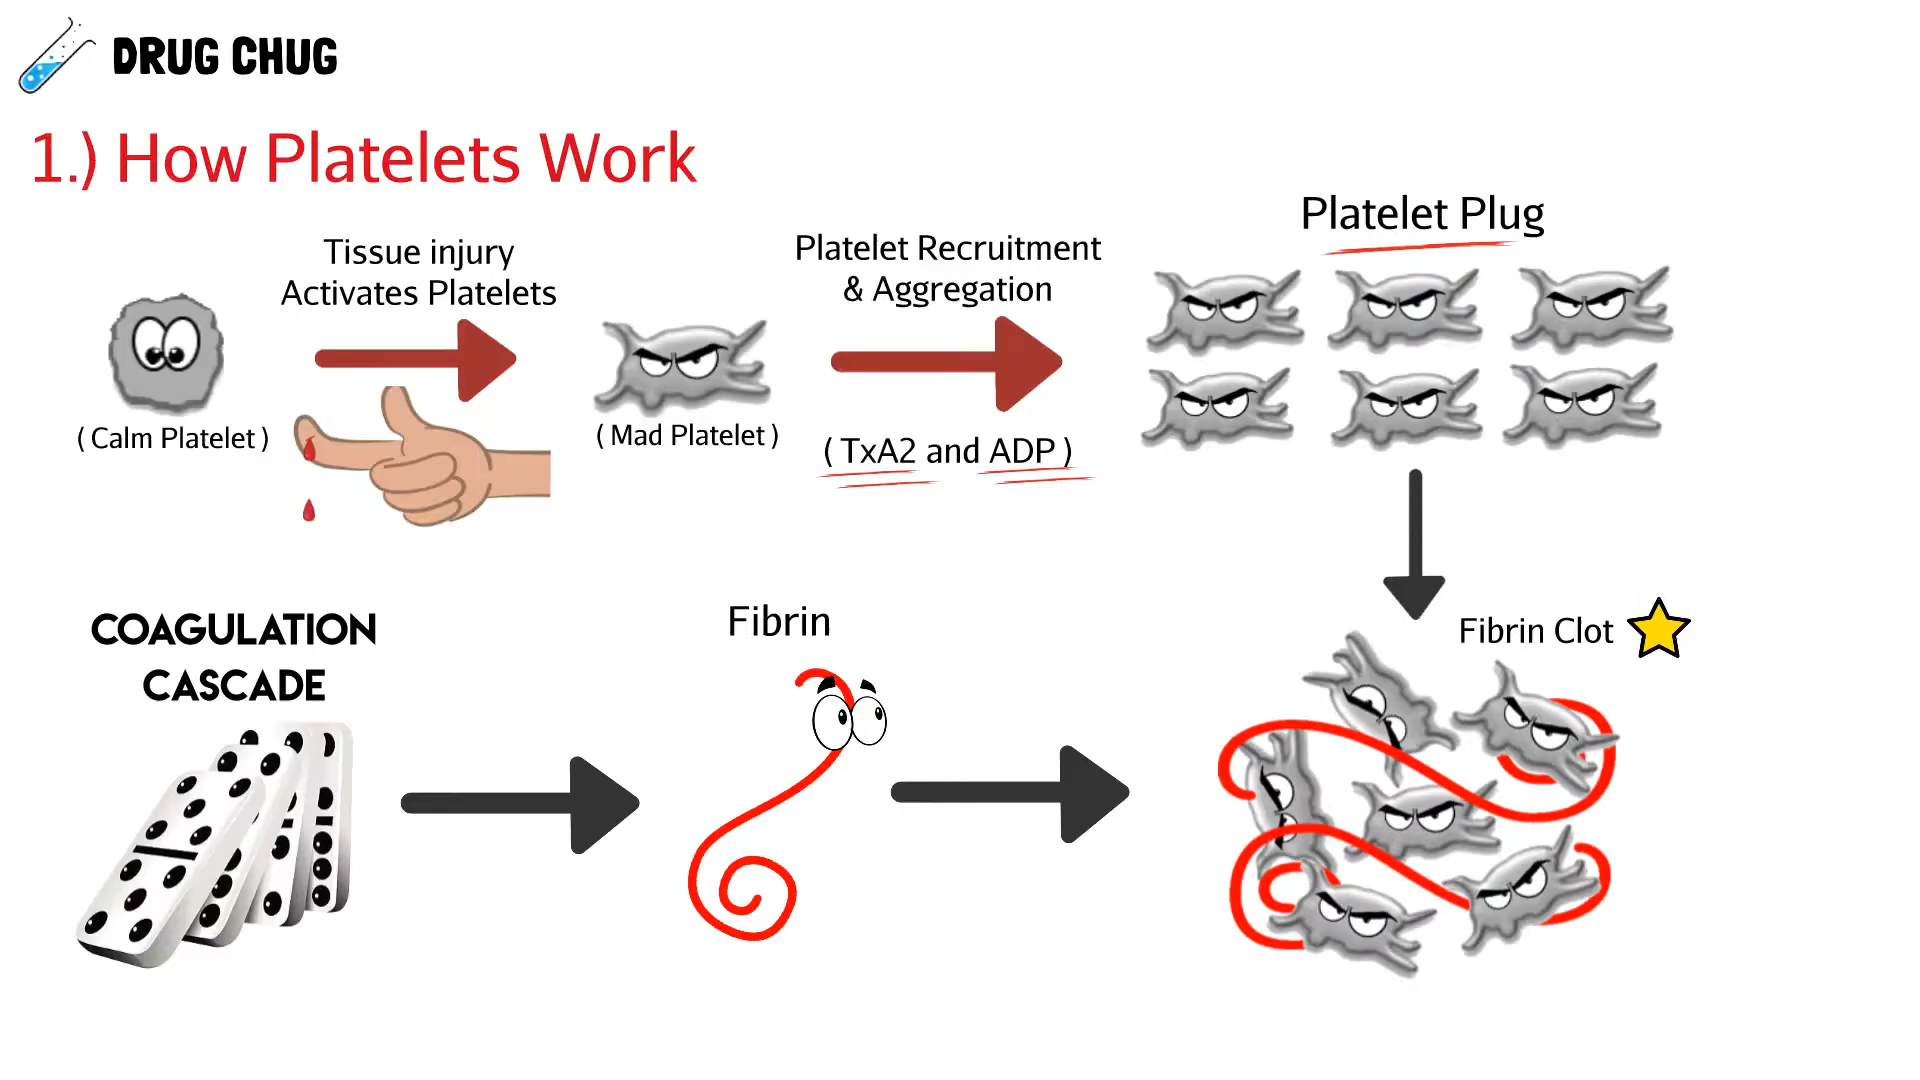 DRUG CHUG
1.) How Platelets Work
Tissue injury
Activates Platelets
Platelet Recruitment
& Aggregation
Platelet Plug
( Calm Platelet )
( Mad Platelet )
( TxA2 and ADP )
COAGULATION
CASCADE
Fibrin
Fibrin Clot